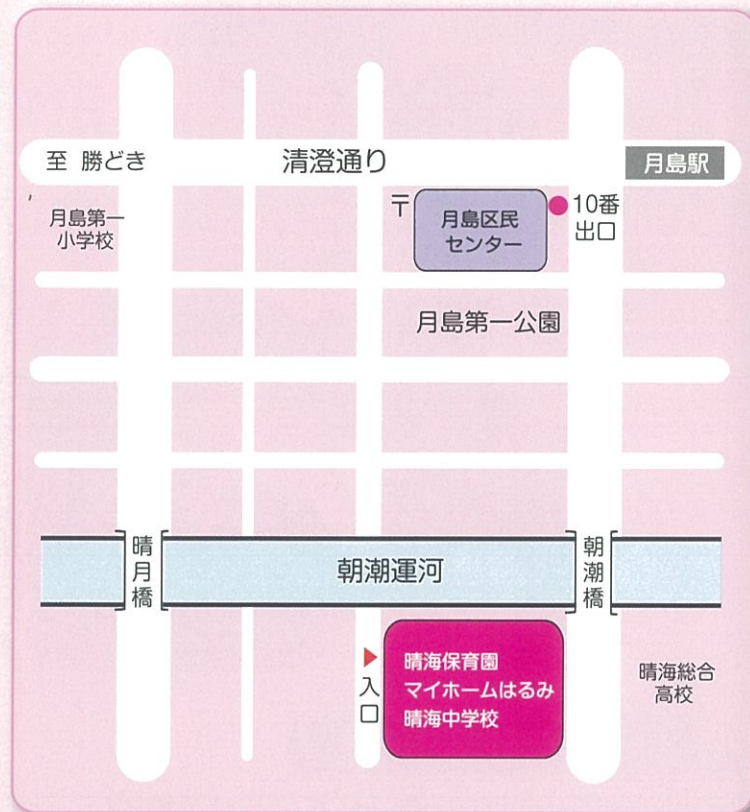 至 勝どき
清澄通り
月島駅
月島第一
小学校
〒
月島区民
センター
10番
出口
月島第一公園
晴月橋
朝潮運河
朝潮橋
入口
晴海保育園
マイホームはるみ
晴海中学校
晴海総合
高校